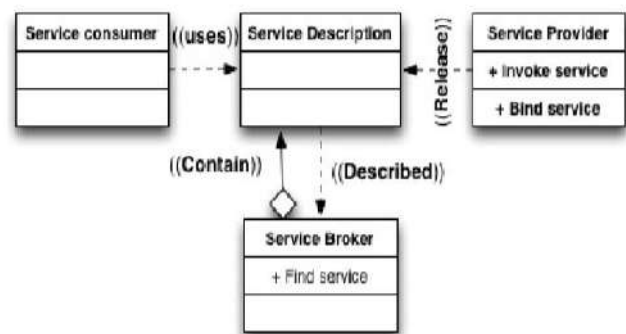 Service consumer
((uses))
Service Description
((Release))
Service Provider
+ Invoke service
+ Bind service
((Contain))
((Described))
Service Broker
+ Find service